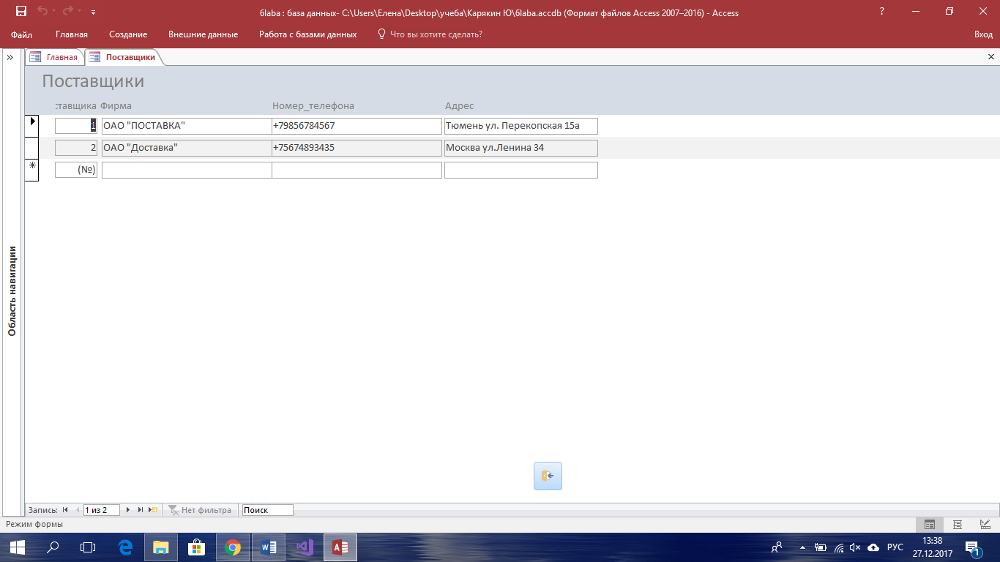 6laba : база данных- C:\Users\Елена\Desktop\учеба\Карякин Ю\6laba.accdb (Формат файлов Access 2007–2016) - Access
?
Файл Главная Создание Внешние данные Работа с базами данных Что вы хотите сделать? Вход
Главная Поставщики
Поставщики
ставщика Фирма Номер_телефона Адрес
1 ОАО "ПОСТАВКА" +79856784567 Тюмень ул. Перекопская 15а
2 ОАО "Доставка" +75674893435 Москва ул.Ленина 34
(№)
Область навигации
Запись: 1 из 2 Нет фильтра Поиск
Режим формы
РУС 13:38
27.12.2017 1